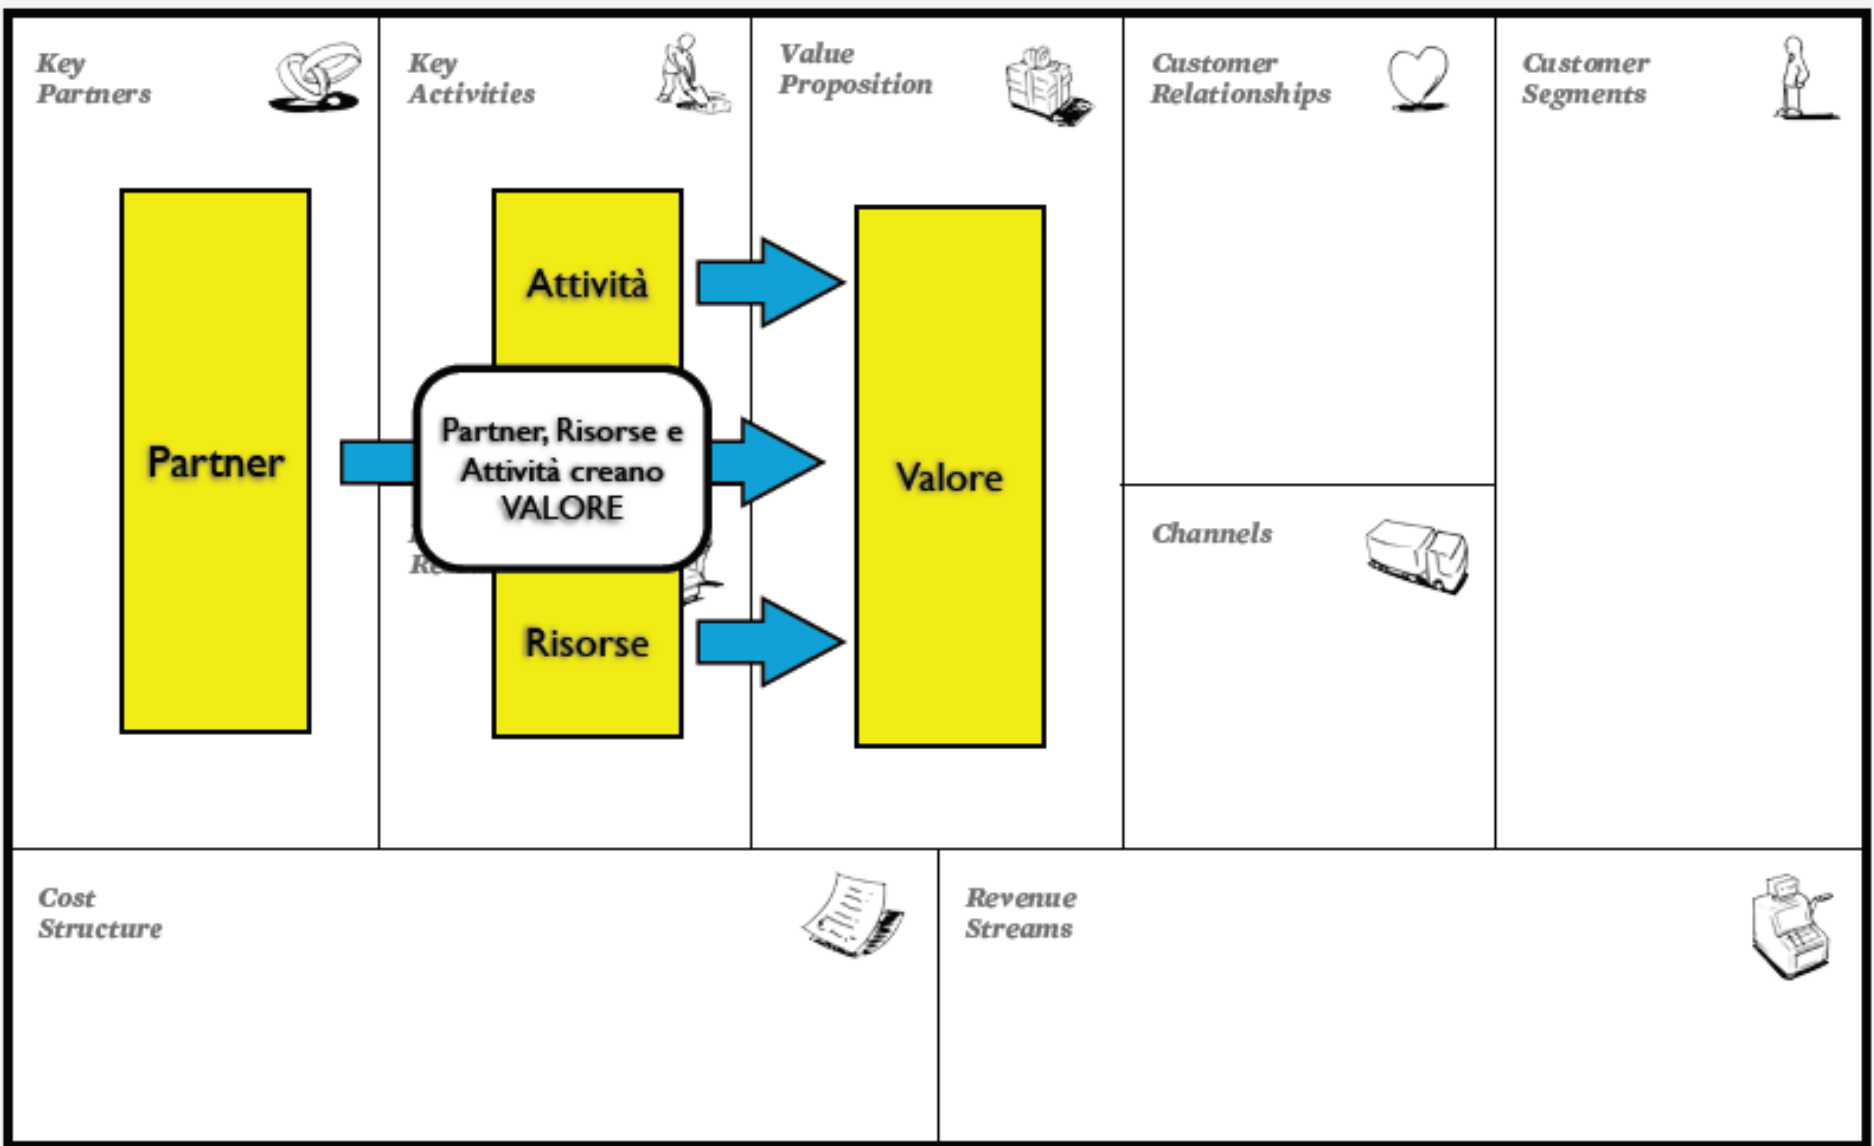 Key
Partners
Key
Activities
Value
Proposition
Customer
Relationships
Customer
Segments
Partner
Attività
Partner, Risorse e
Attività creano
VALORE
Risorse
Valore
Channels
Cost
Structure
Revenue
Streams